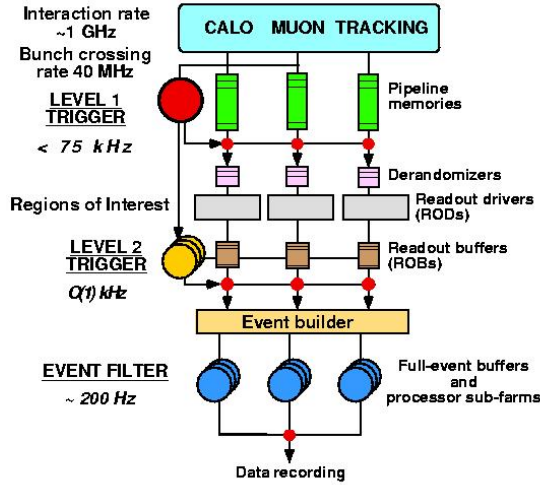 Interaction rate
~1 GHz
CALO MUON TRACKING
Bunch crossing
rate 40 MHz
LEVEL 1
TRIGGER
< 75 kHz
Pipeline
memories
Derandomizers
Regions of Interest
Readout drivers
(RODs)
LEVEL 2
TRIGGER
O(1) kHz
Readout buffers
(ROBs)
Event builder
EVENT FILTER
~ 200 Hz
Full-event buffers
and
processor sub-farms
Data recording